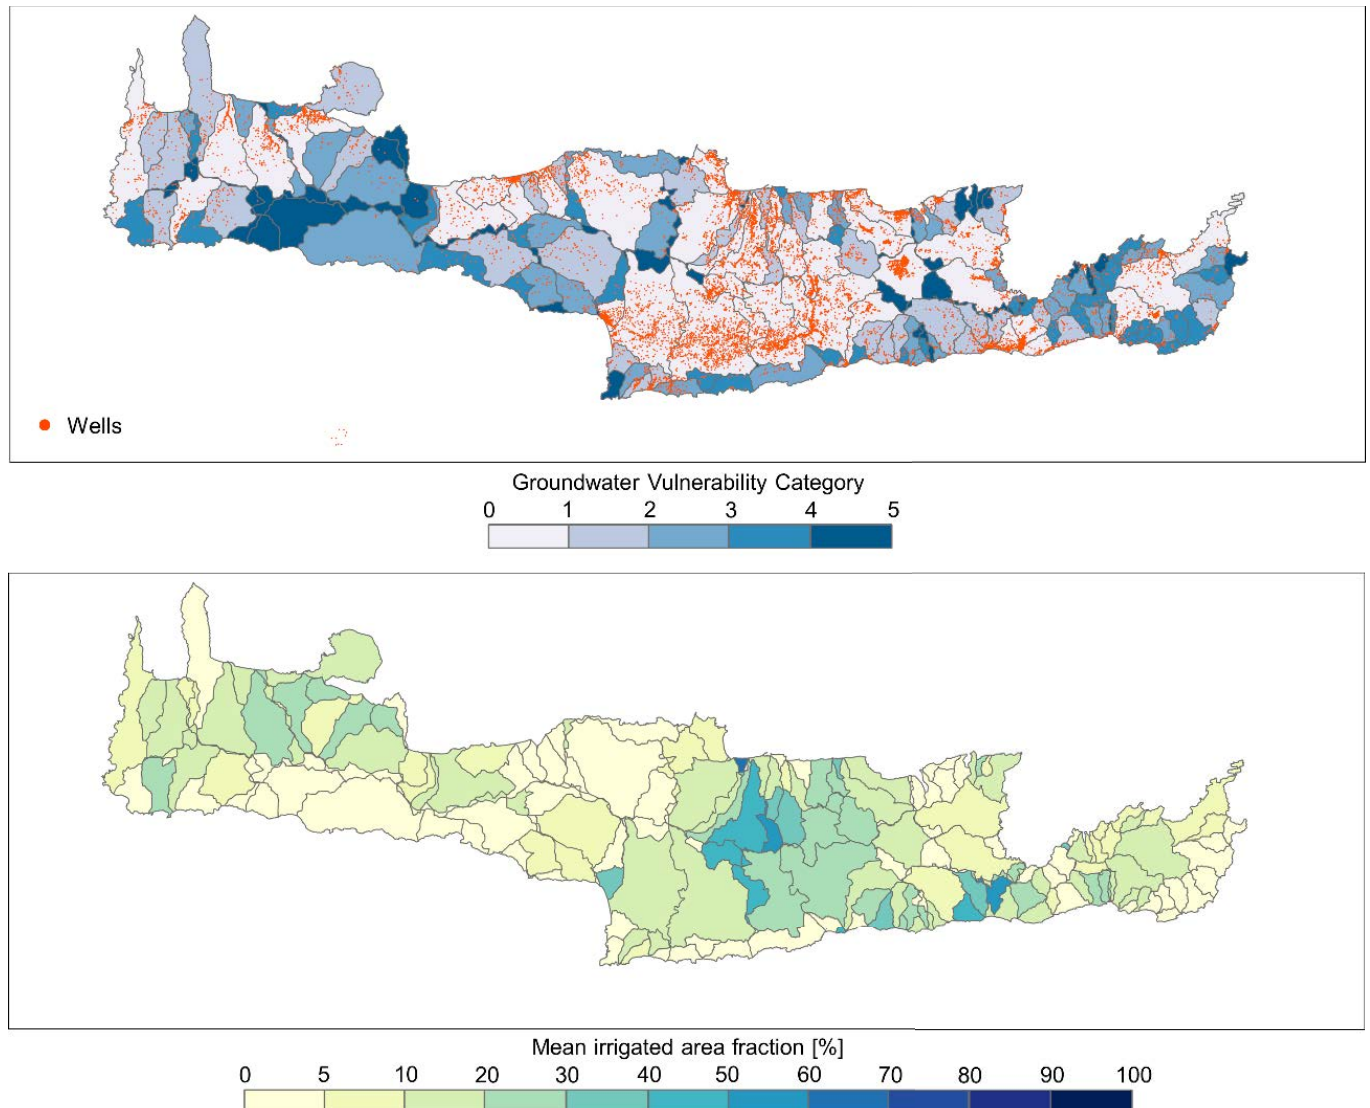 Wells
Groundwater Vulnerability Category
0 1 2 3 4 5
Mean irrigated area fraction [%]
0 5 10 20 30 40 50 60 70 80 90 100